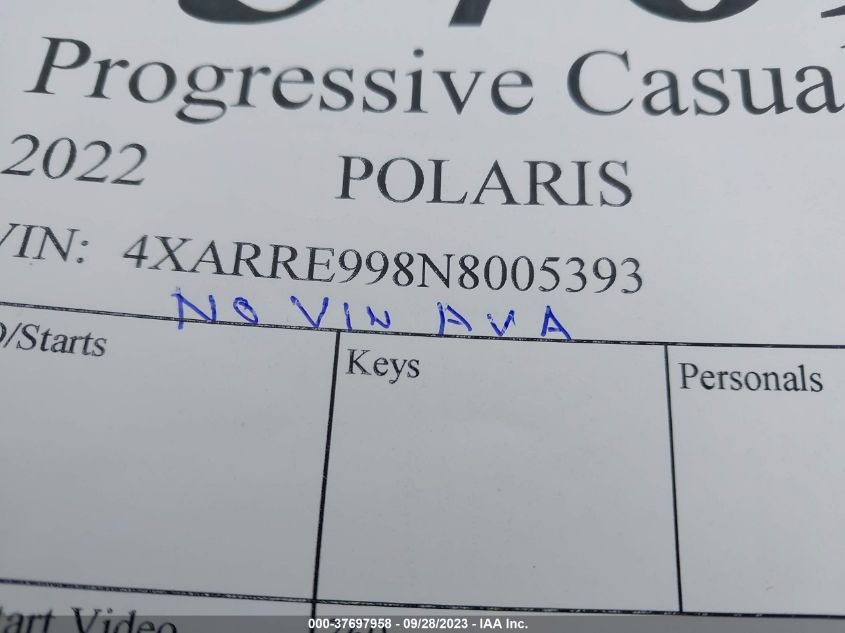 Progressive Casua
2022 POLARIS
VIN: 4XARRE998N8005393
NO VIN AVA
/Starts Keys Personals
tart Video
000-37697958 - 09/28/2023 - IAA Inc.